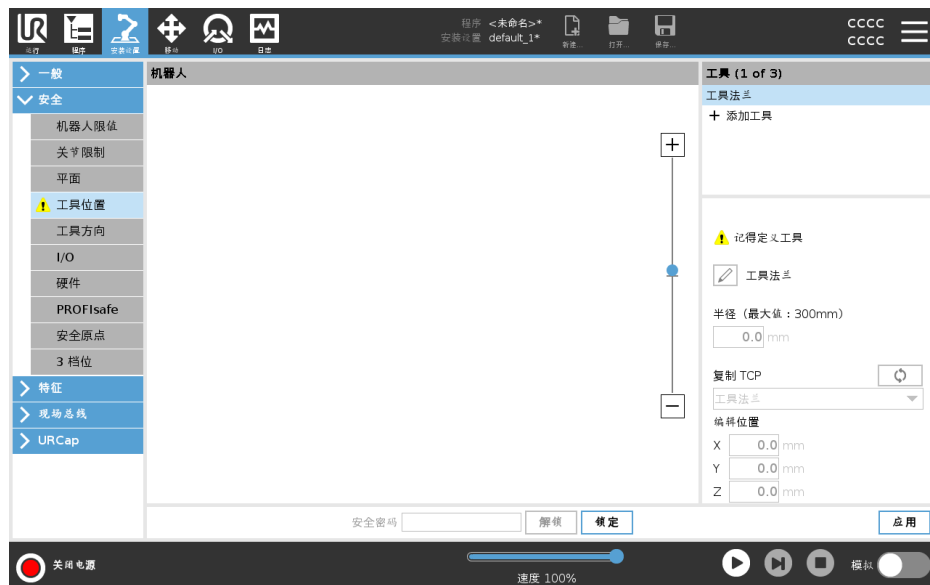 UR
运行
程序
安装设置
移动
I/O
日志
程序 <未命名>*
安装设置 default_1*
新建...
打开...
保存...
cccc
cccc
一般
安全
机器人限值
关节限制
平面
工具位置
工具方向
I/O
硬件
PROFIsafe
安全原点
3 档位
特征
现场总线
URCap
机器人
工具 (1 of 3)
工具法兰
添加工具
记得定义工具
工具法兰
半径（最大值：300mm）
0.0 mm
复制 TCP
工具法兰
编辑位置
X 0.0 mm
Y 0.0 mm
Z 0.0 mm
安全密码
解锁
锁定
应用
关闭电源
速度 100%
模拟